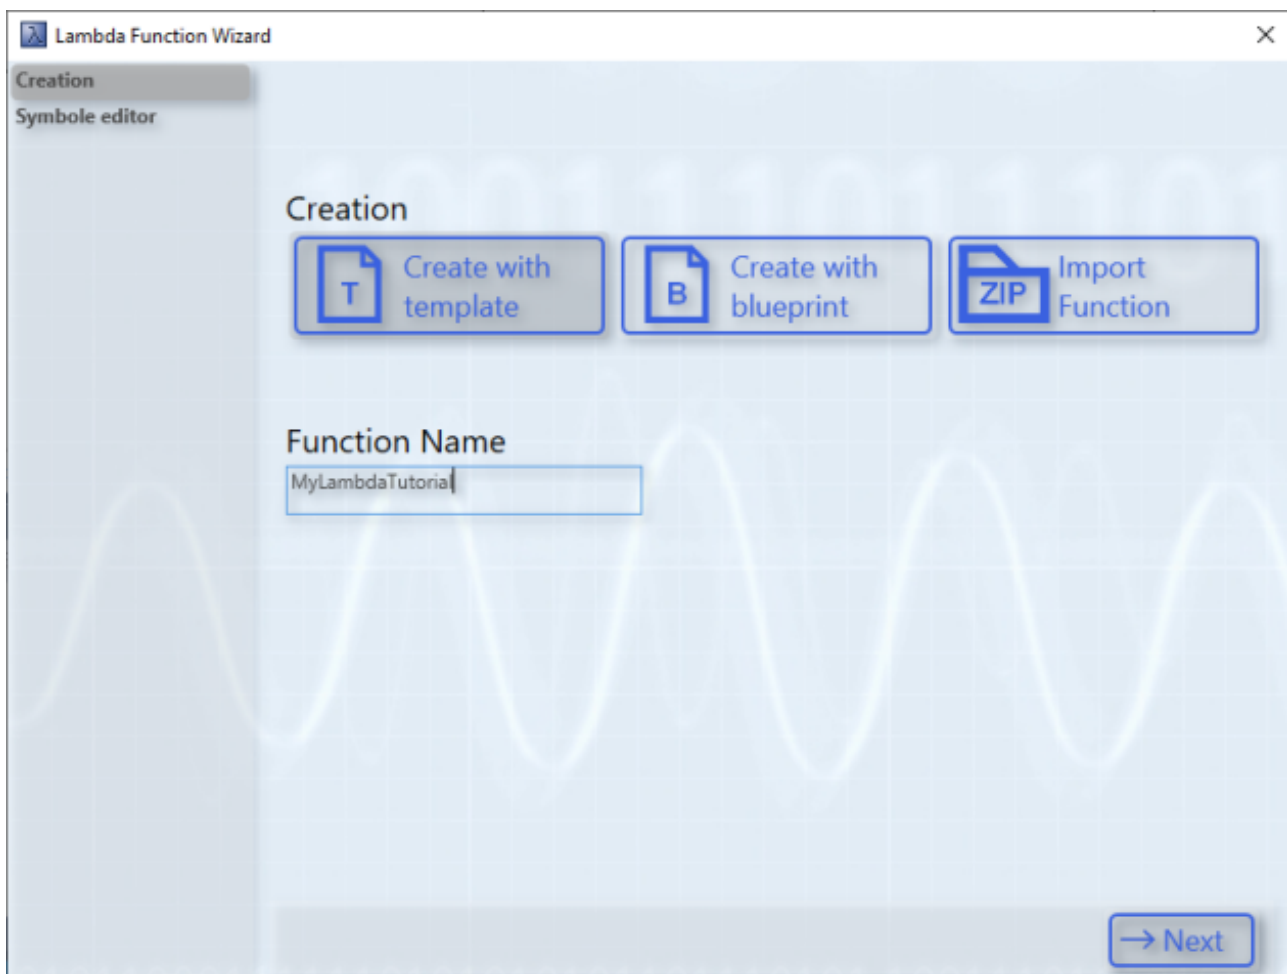 Lambda Function Wizard
Creation
Symbole editor
100111101111101
Creation
T
Create with
template
B
Create with
blueprint
ZIP
Import
Function
Function Name
MyLambdaTutorial
→ Next